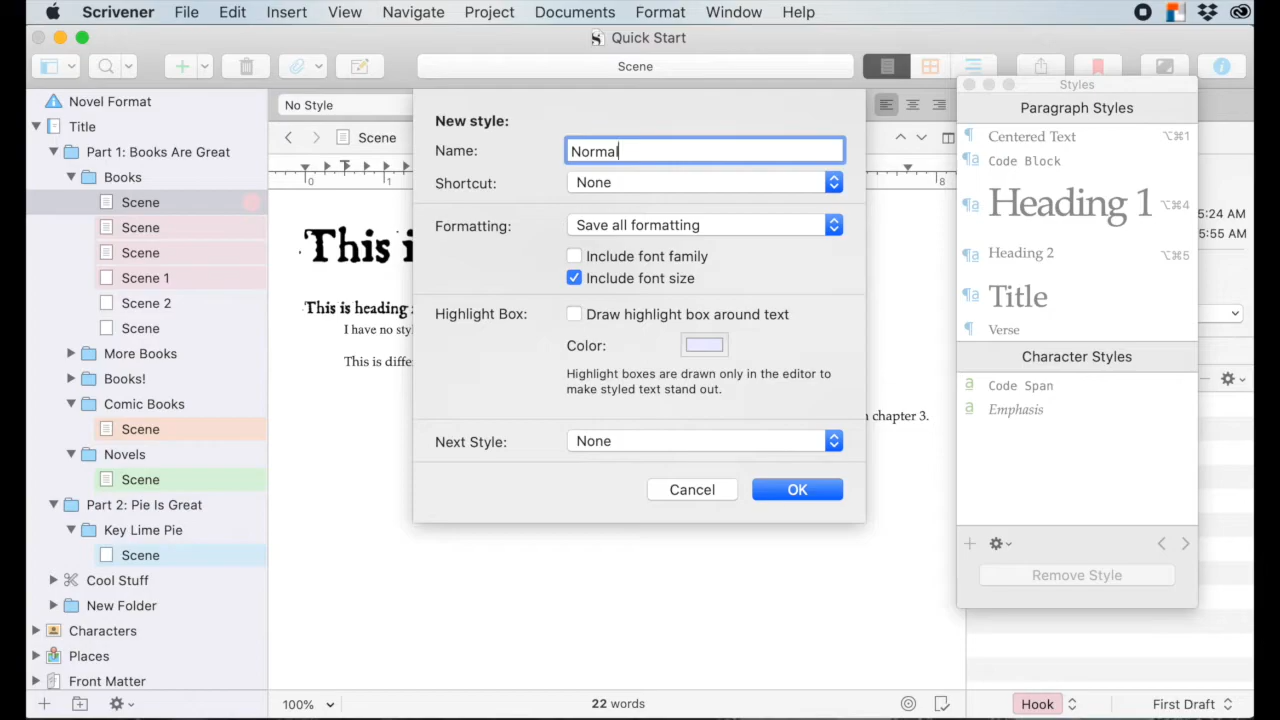 Scrivener File Edit Insert View Navigate Project Documents Format Window Help
Quick Start
Scene
Novel Format
Title
Part 1: Books Are Great
Books
Scene
Scene
Scene
Scene 1
Scene 2
Scene
More Books
Books!
Comic Books
Scene
Novels
Scene
Part 2: Pie Is Great
Key Lime Pie
Scene
Cool Stuff
New Folder
Characters
Places
Front Matter
No Style
Scene
0 1 8
This i
This is heading
I have no sty
This is diffe
chapter 3.
New style:
Name: Normal
Shortcut: None
Formatting: Save all formatting
Include font family
Include font size
Highlight Box: Draw highlight box around text
Color:
Highlight boxes are drawn only in the editor to
make styled text stand out.
Next Style: None
Cancel OK
Styles
Paragraph Styles
¶ Centered Text ⌥⌘1
¶a Code Block
¶a Heading 1 ⌥⌘4
¶a Heading 2 ⌥⌘5
¶a Title
¶ Verse
Character Styles
a Code Span
a Emphasis
Remove Style
5:24 AM
5:55 AM
100% 22 words Hook First Draft